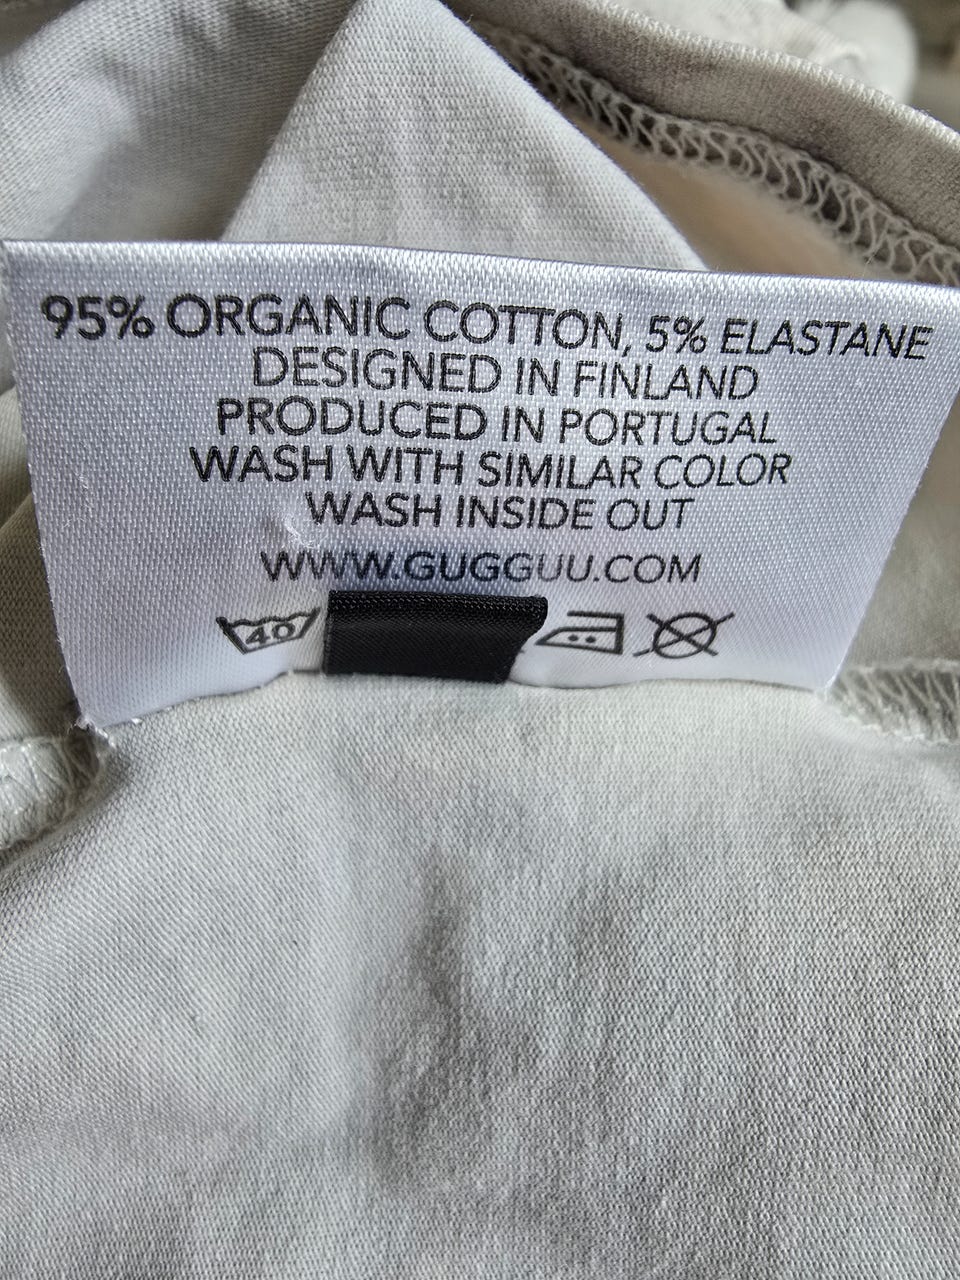 95% ORGANIC COTTON, 5% ELASTANE
DESIGNED IN FINLAND
PRODUCED IN PORTUGAL
WASH WITH SIMILAR COLOR
WASH INSIDE OUT
WWW.GUGGUU.COM
40